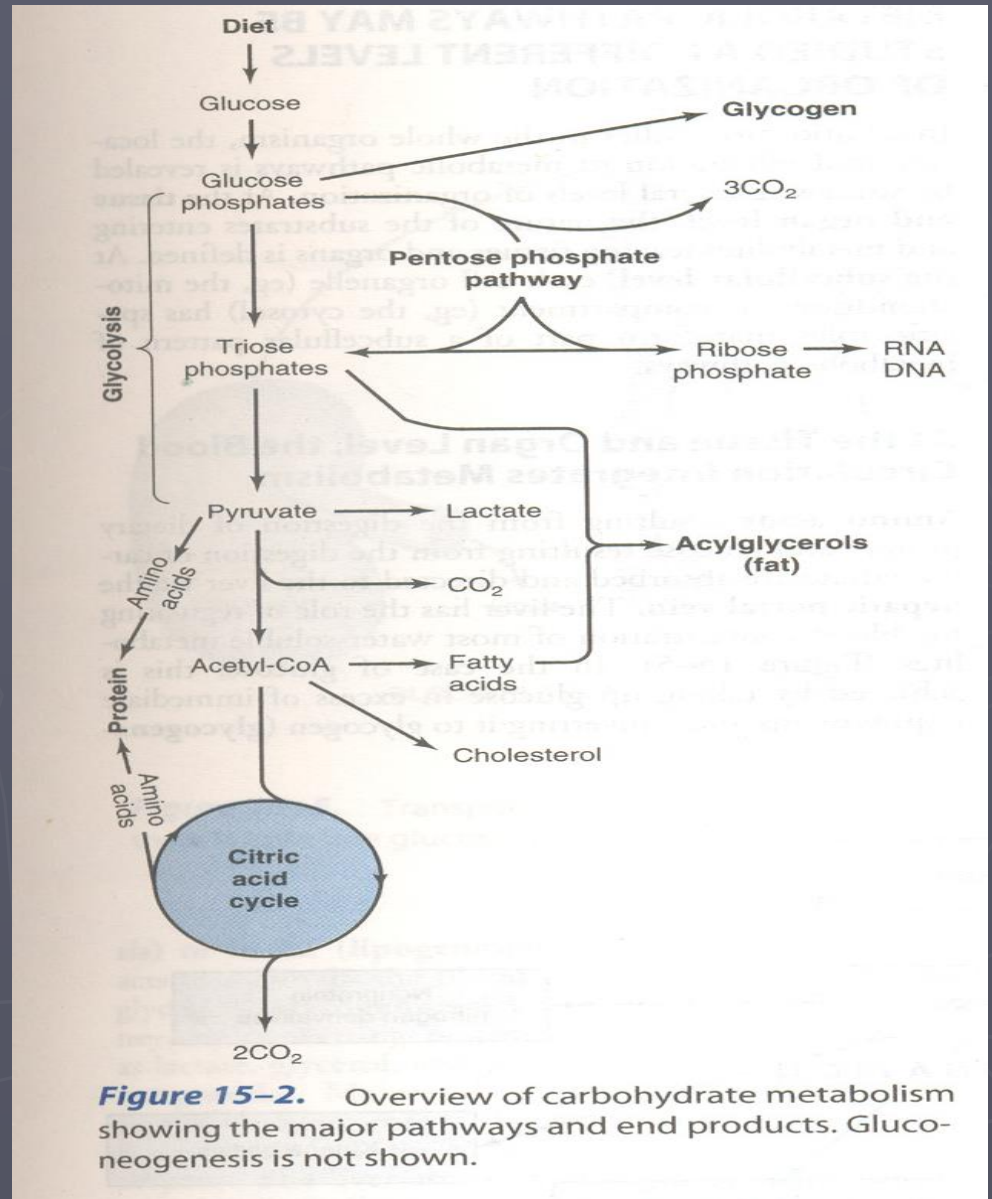 Diet
Glucose
Glycogen
Glucose
phosphates
3CO₂
Pentose phosphate
pathway
Glycolysis
Triose
phosphates
Ribose
phosphate
RNA
DNA
Pyruvate
Lactate
Acylglycerols
(fat)
CO₂
Amino
acids
Acetyl-CoA
Fatty
acids
Protein
Cholesterol
Amino
acids
Citric
acid
cycle
2CO₂
Figure 15–2. Overview of carbohydrate metabolism
showing the major pathways and end products. Gluco-
neogenesis is not shown.